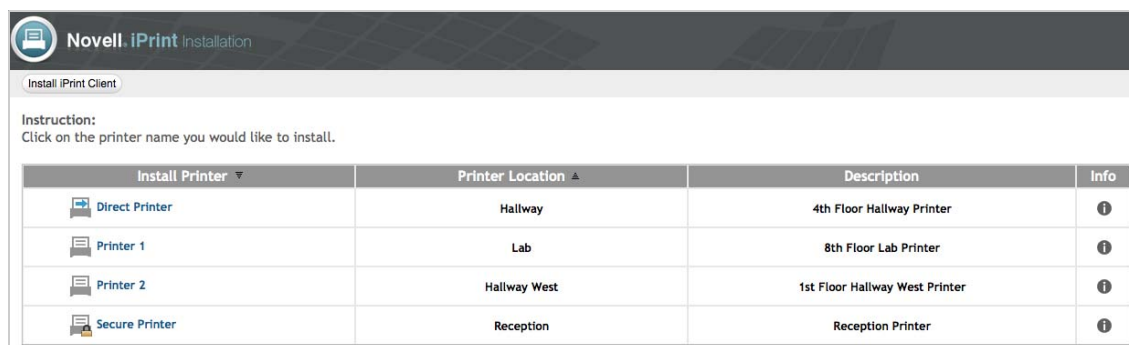 Novell. iPrint Installation
Install iPrint Client
Instruction:
Click on the printer name you would like to install.
Install Printer Printer Location Description Info
Direct Printer Hallway 4th Floor Hallway Printer
Printer 1 Lab 8th Floor Lab Printer
Printer 2 Hallway West 1st Floor Hallway West Printer
Secure Printer Reception Reception Printer